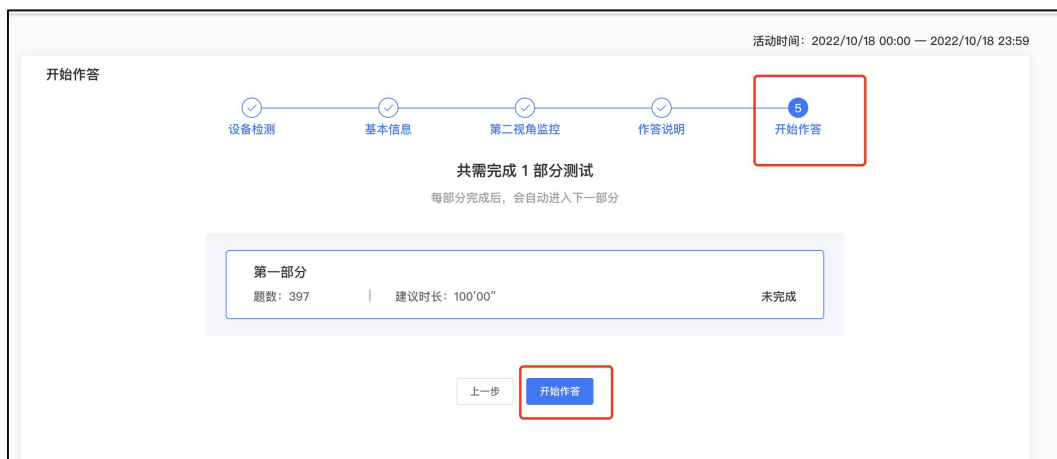 活动时间：2022/10/18 00:00 — 2022/10/18 23:59
开始作答
5
设备检测 基本信息 第二视角监控 作答说明 开始作答
共需完成 1 部分测试
每部分完成后，会自动进入下一部分
第一部分
题数：397 | 建议时长：100'00" 未完成
上一步 开始作答